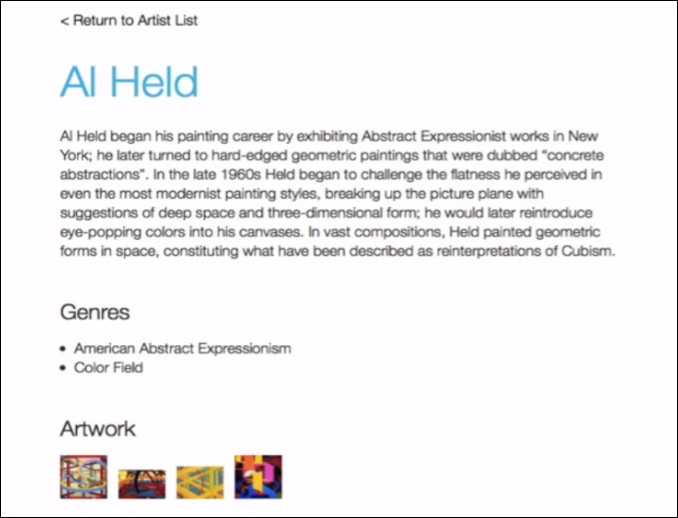 < Return to Artist List
Al Held
Al Held began his painting career by exhibiting Abstract Expressionist works in New
York; he later turned to hard-edged geometric paintings that were dubbed “concrete
abstractions”. In the late 1960s Held began to challenge the flatness he perceived in
even the most modernist painting styles, breaking up the picture plane with
suggestions of deep space and three-dimensional form; he would later reintroduce
eye-popping colors into his canvases. In vast compositions, Held painted geometric
forms in space, constituting what have been described as reinterpretations of Cubism.
Genres
• American Abstract Expressionism
• Color Field
Artwork